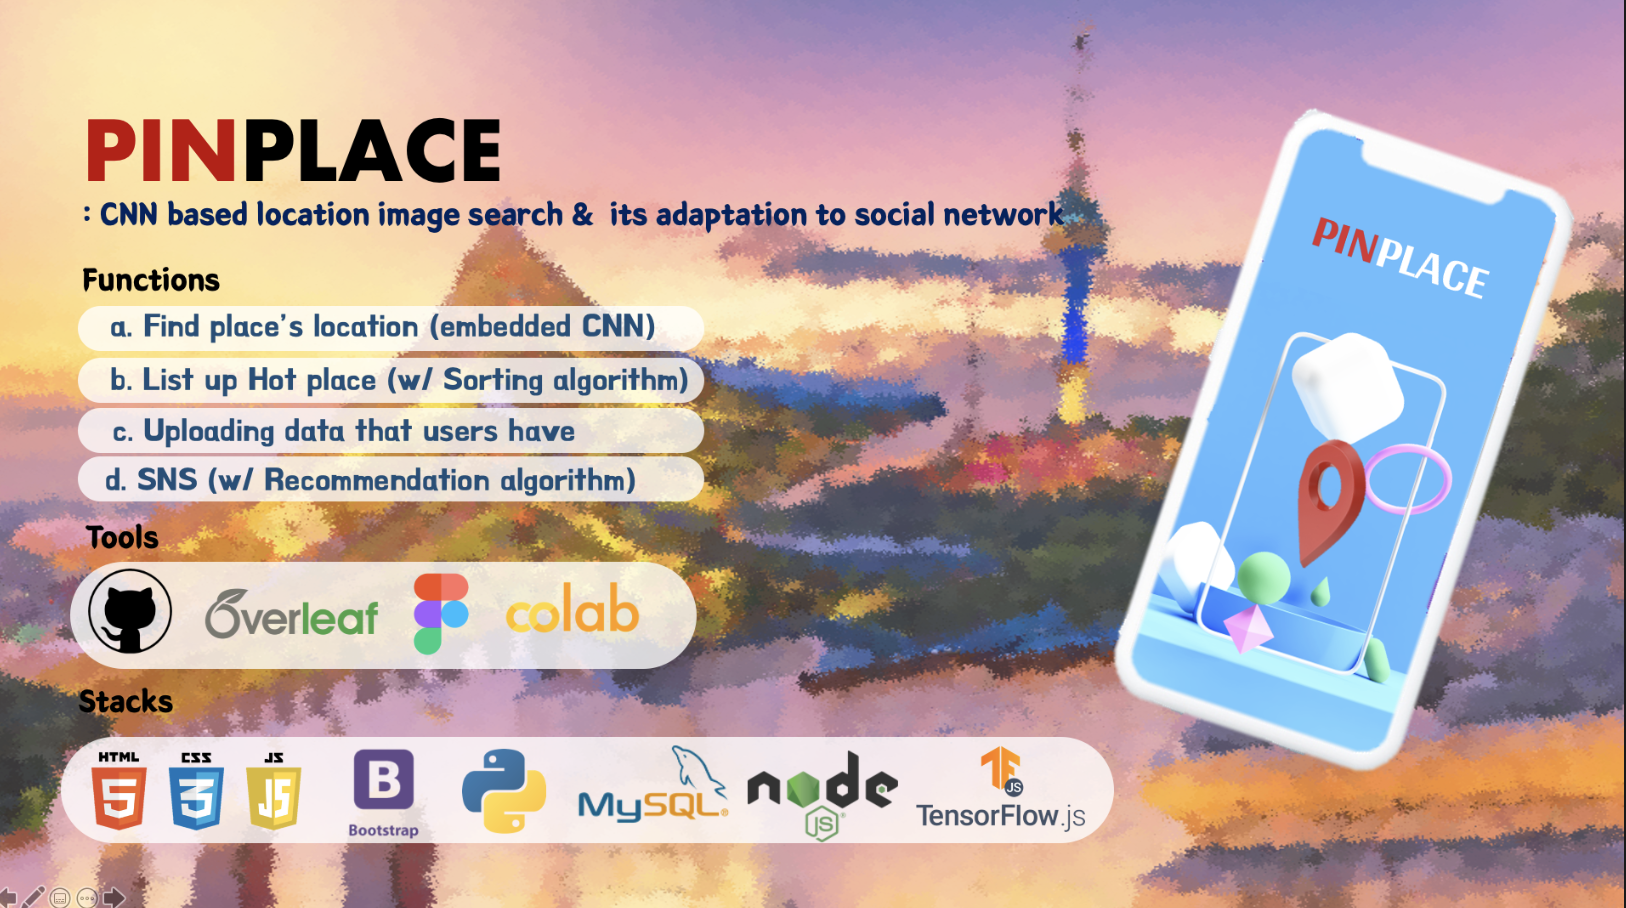 PINPLACE
: CNN based location image search & its adaptation to social network
Functions
a. Find place's location (embedded CNN)
b. List up Hot place (w/ Sorting algorithm)
c. Uploading data that users have
d. SNS (w/ Recommendation algorithm)
Tools
Overleaf
colab
Stacks
HTML
5
CSS
3
JS
JS
B
Bootstrap
MySQL®
node
JS®
TF
JS
TensorFlow.js
PINPLACE